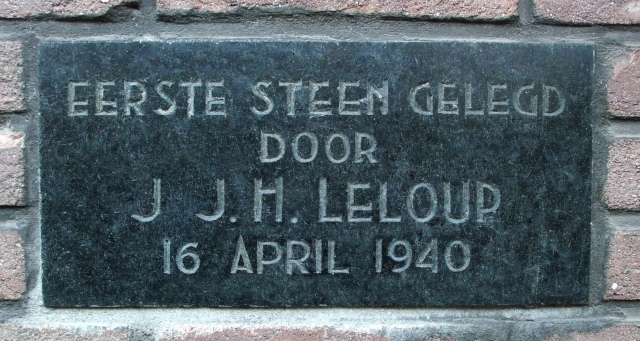 EERSTE STEEN GELEGD
DOOR
J J.H. LELOUP
16 APRIL 1940